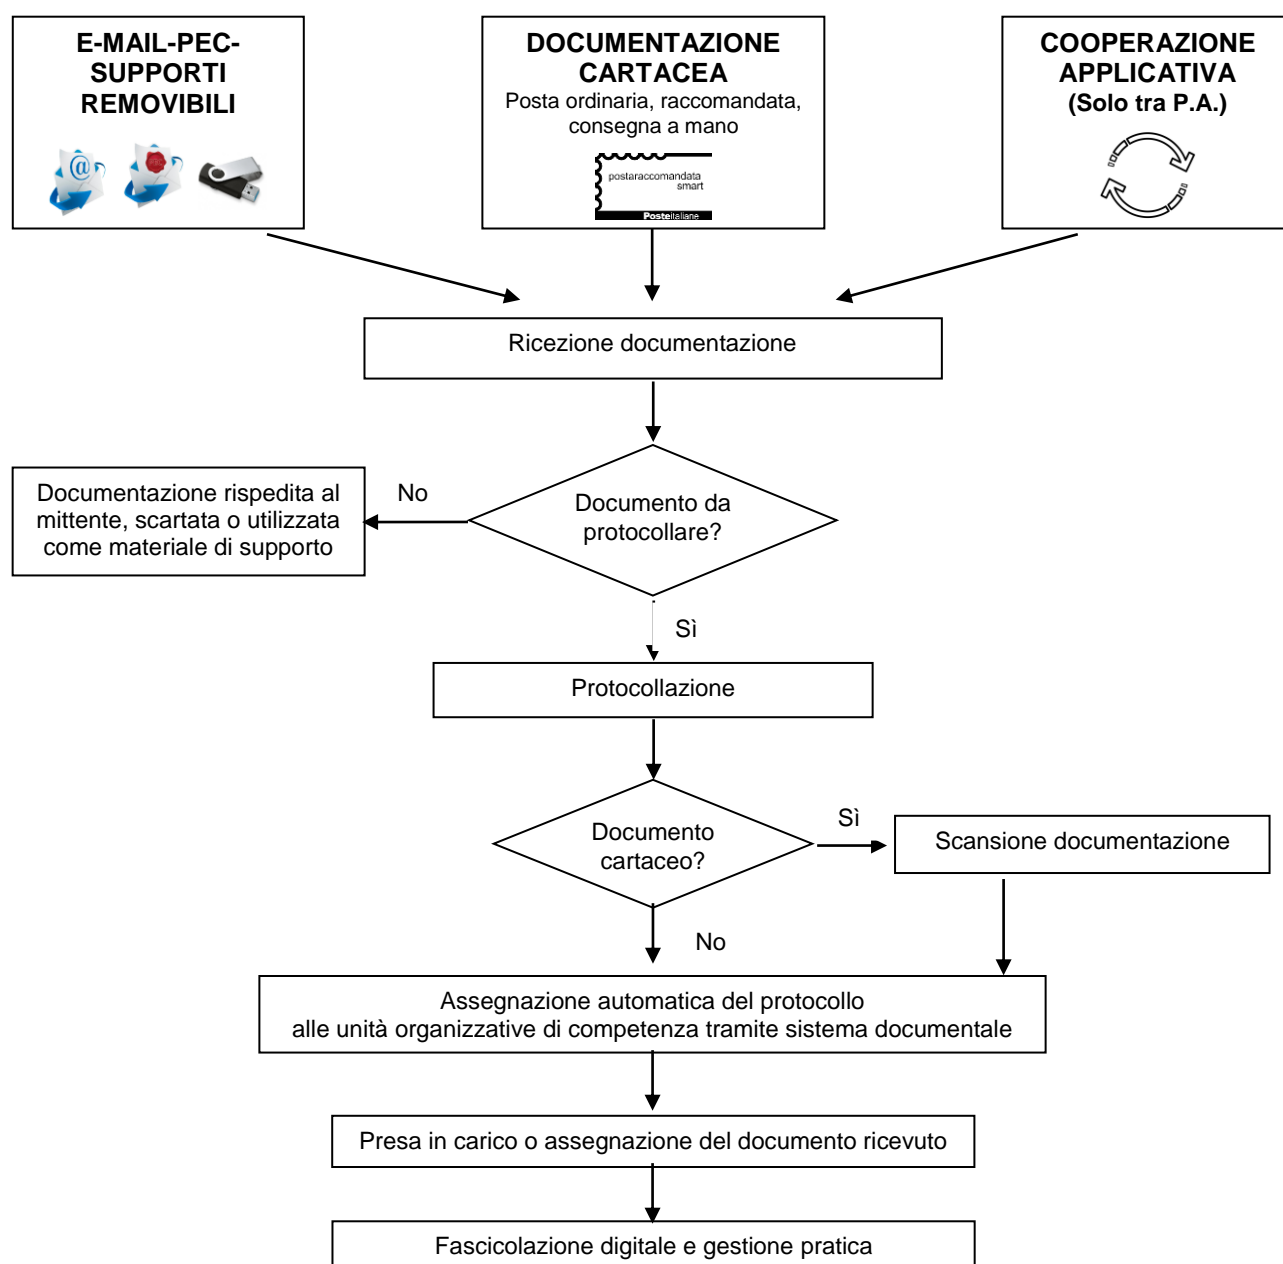 E-MAIL-PEC-
SUPPORTI
REMOVIBILI
@
DOCUMENTAZIONE
CARTACEA
Posta ordinaria, raccomandata,
consegna a mano
postaraccomandata
smart
Posteitaliane
COOPERAZIONE
APPLICATIVA
(Solo tra P.A.)
Ricezione documentazione
Documento da
protocollare?
No
Documentazione rispedita al
mittente, scartata o utilizzata
come materiale di supporto
Sì
Protocollazione
Documento
cartaceo?
Sì
Scansione documentazione
No
Assegnazione automatica del protocollo
alle unità organizzative di competenza tramite sistema documentale
Presa in carico o assegnazione del documento ricevuto
Fascicolazione digitale e gestione pratica